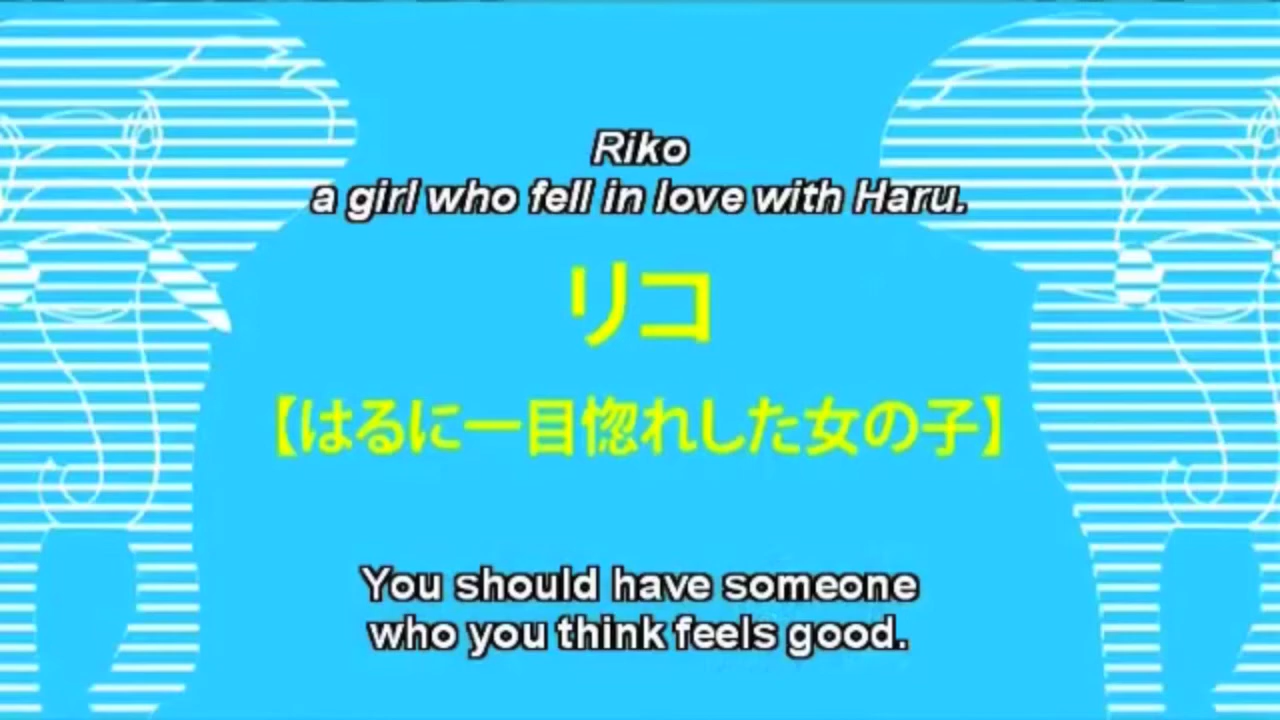 Riko
a girl who fell in love with Haru.
リコ
【はるに一目惚れした女の子】
You should have someone
who you think feels good.